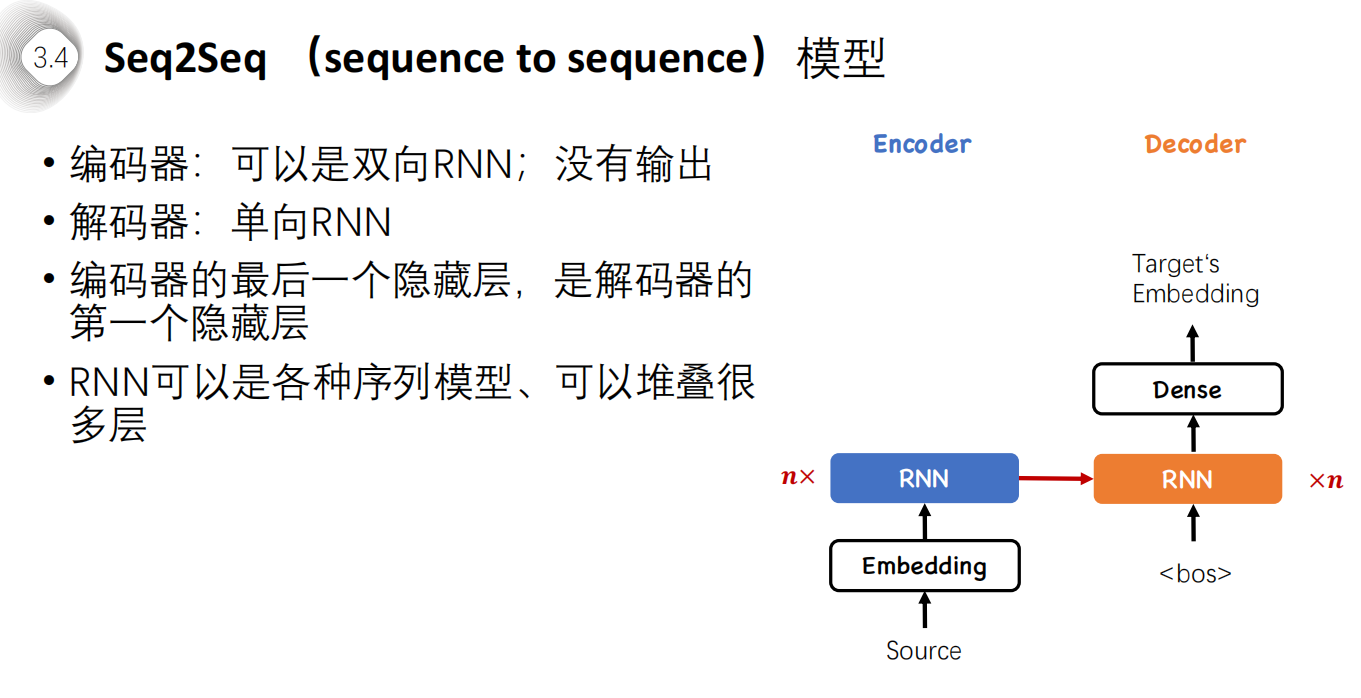 3.4
Seq2Seq （sequence to sequence）模型
• 编码器： 可以是双向RNN；没有输出
• 解码器： 单向RNN
• 编码器的最后一个隐藏层，是解码器的
第一个隐藏层
• RNN可以是各种序列模型、可以堆叠很
多层
Encoder
Decoder
Target‘s
Embedding
Dense
n×
RNN
RNN
×n
Embedding
<bos>
Source